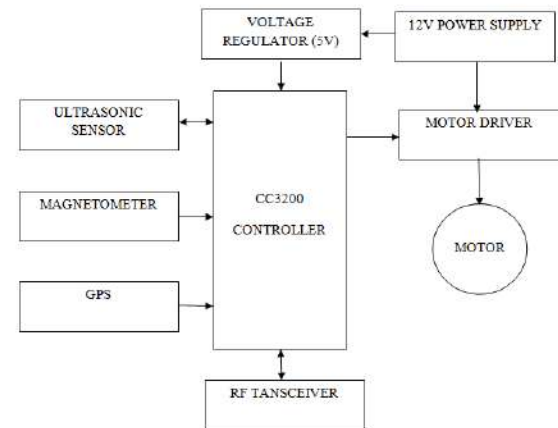 VOLTAGE
REGULATOR (5V)
12V POWER SUPPLY
ULTRASONIC
SENSOR
MOTOR DRIVER
MAGNETOMETER
CC3200
CONTROLLER
MOTOR
GPS
RF TANSCEIVER